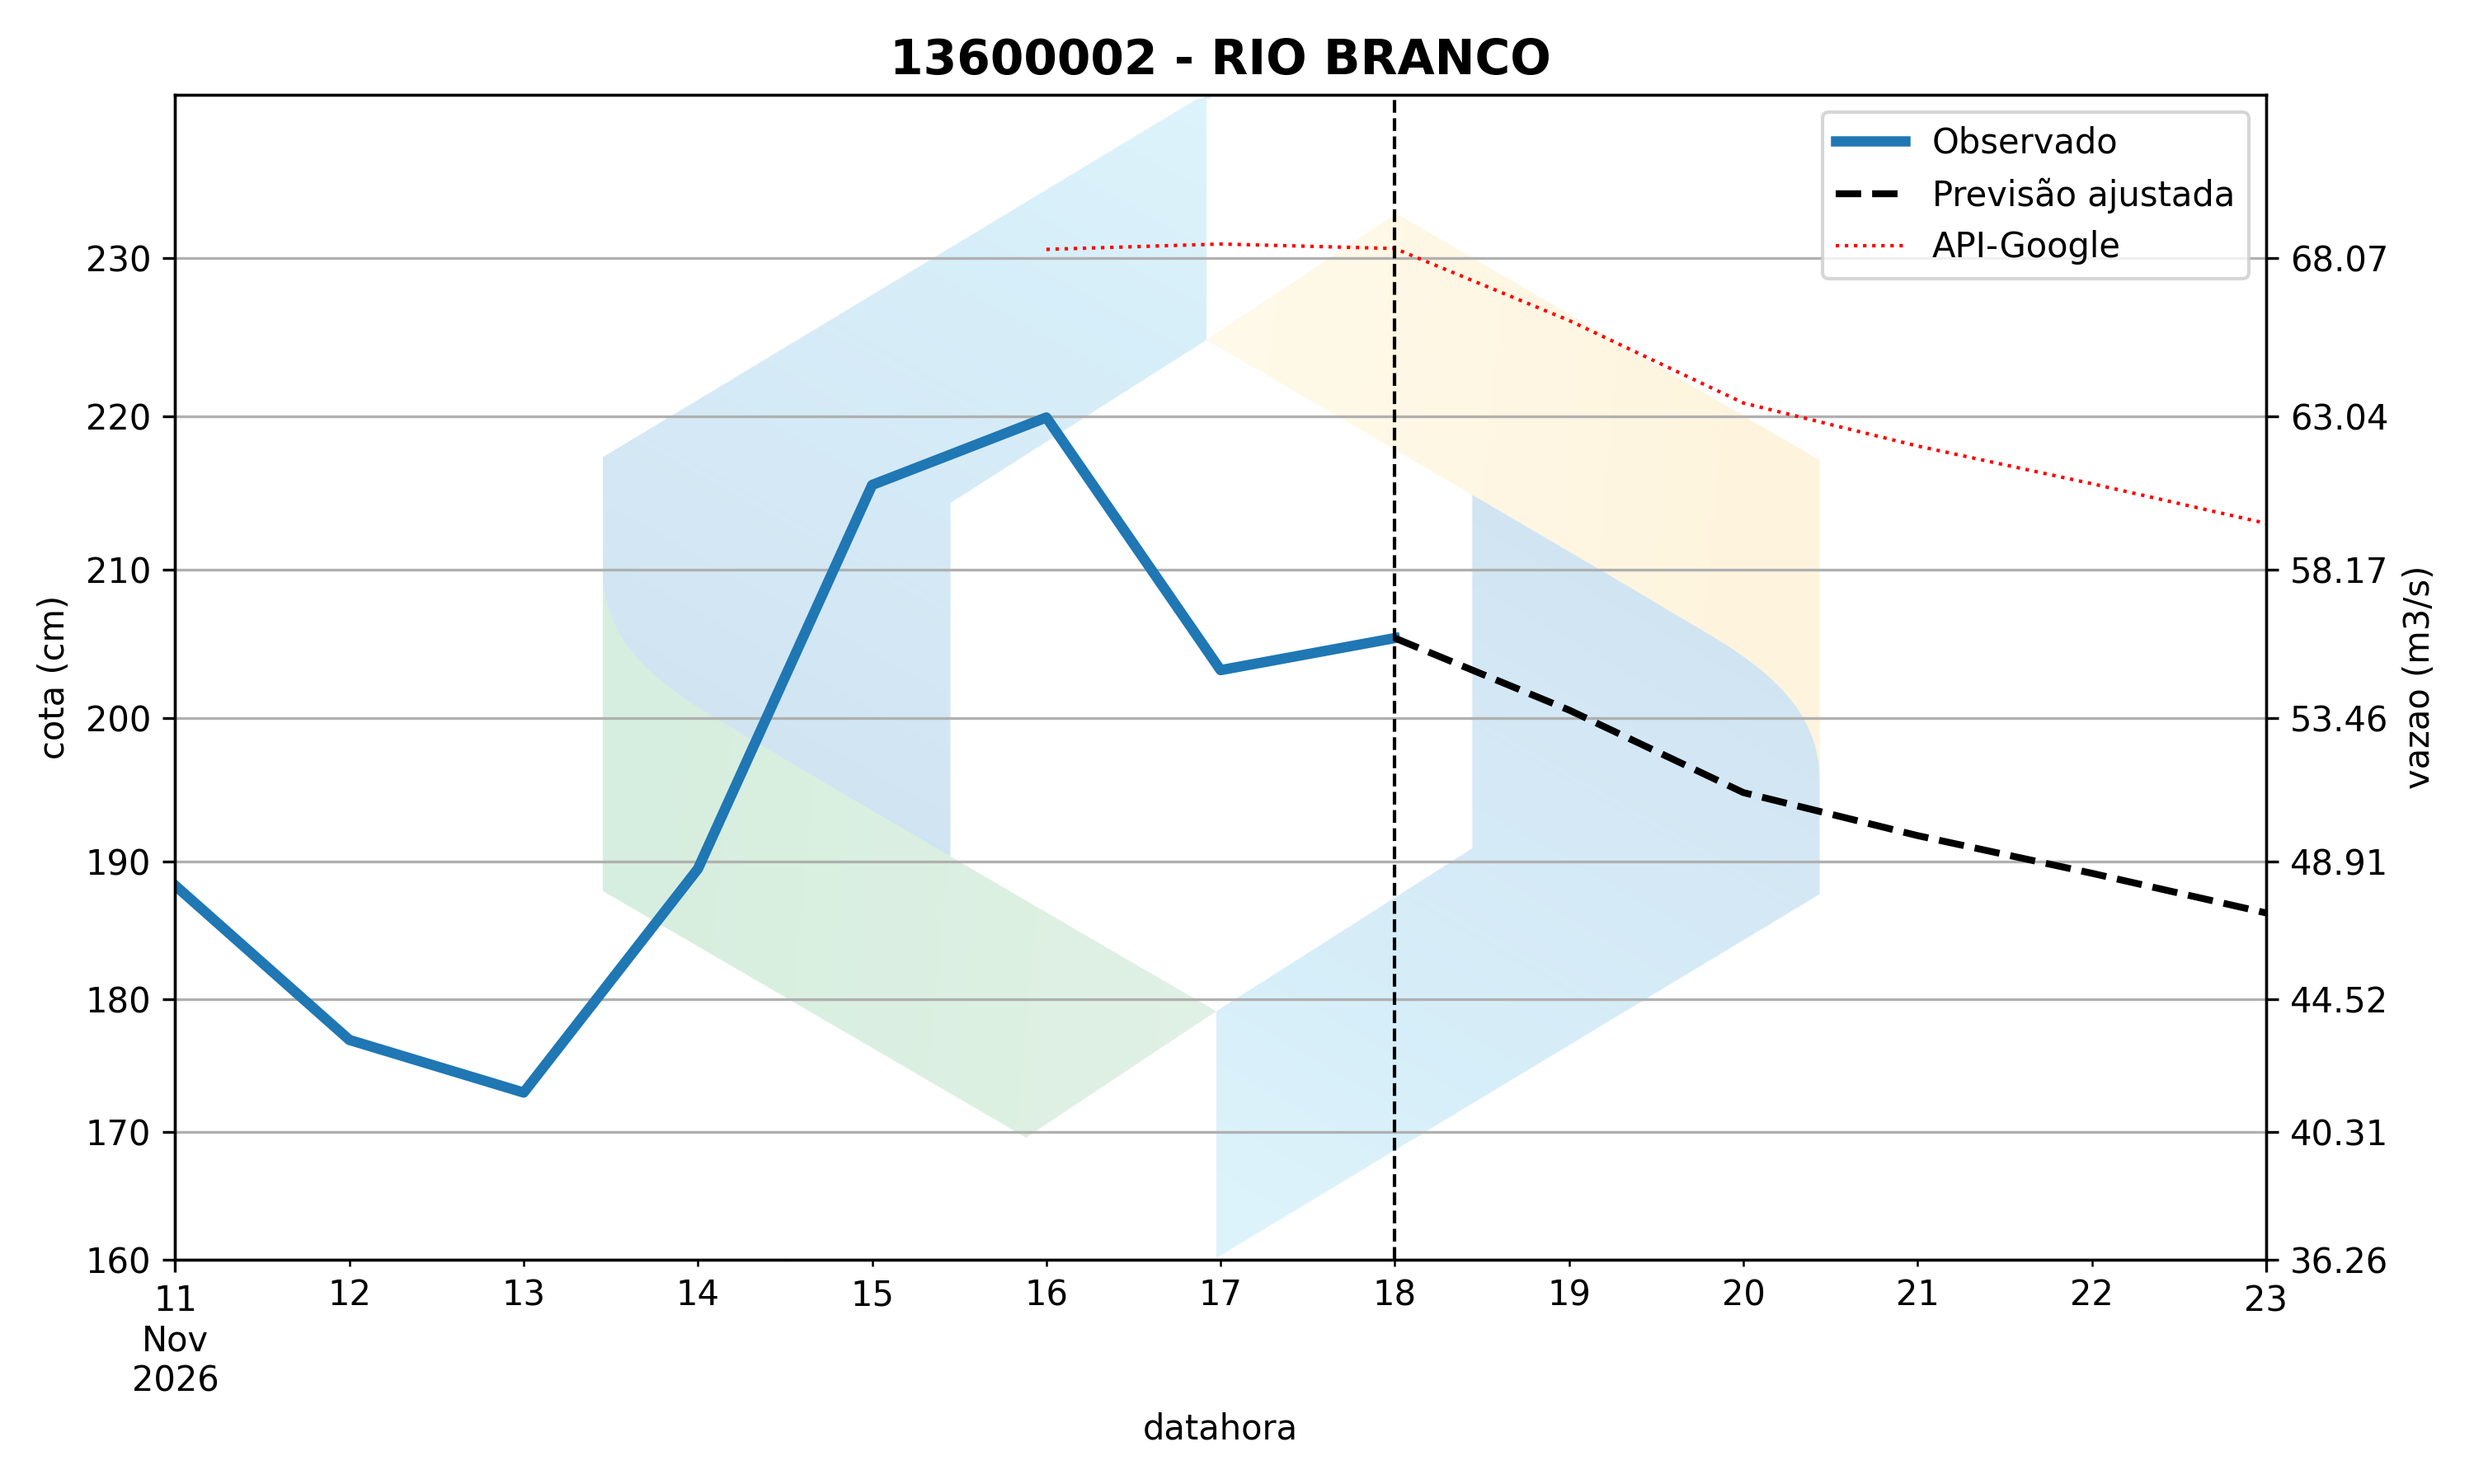 13600002 - RIO BRANCO
Observado
Previsão ajustada
API-Google
cota (cm)
230
220
210
200
190
180
170
160
68.07
63.04
58.17
53.46
48.91
44.52
40.31
36.26
vazao (m3/s)
11 12 13 14 15 16 17 18 19 20 21 22 23
Nov
2026
datahora